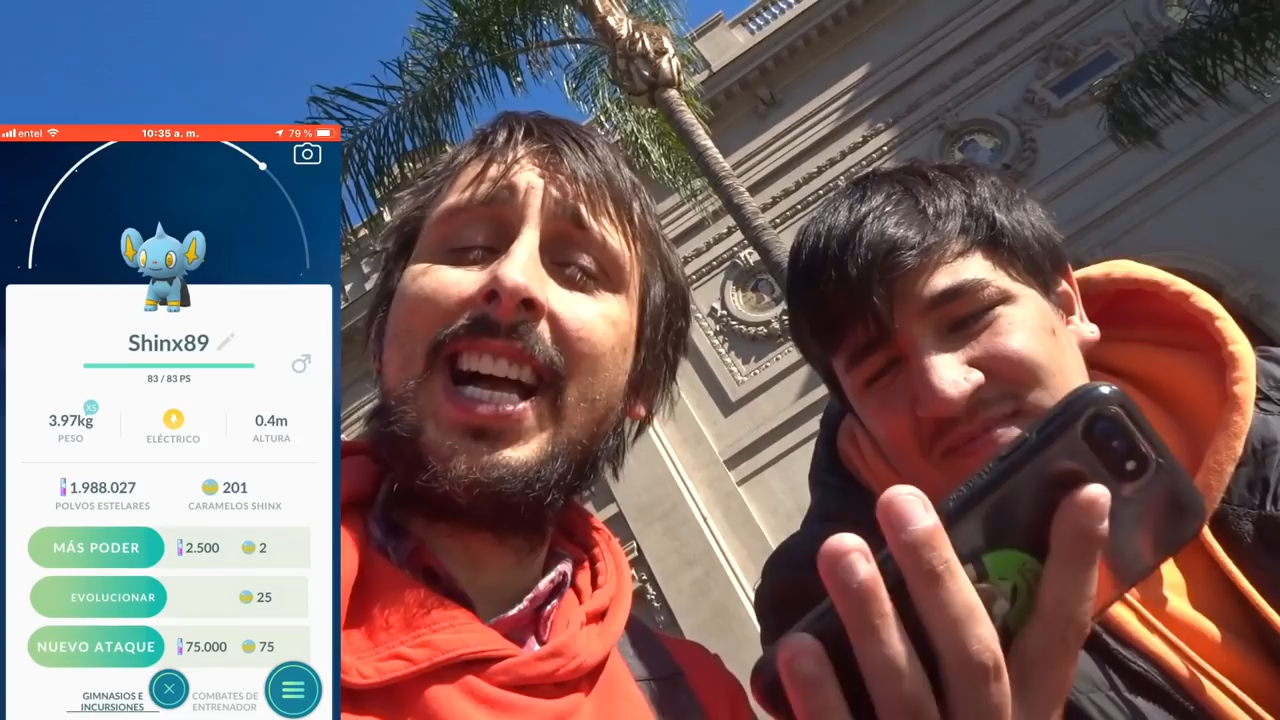 entel 10:35 a. m. 79 %
Shinx89
83 / 83 PS
XS
3.97kg 0.4m
PESO ELÉCTRICO ALTURA
1.988.027 201
POLVOS ESTELARES CARAMELOS SHINX
MÁS PODER 2.500 2
EVOLUCIONAR 25
NUEVO ATAQUE 75.000 75
GIMNASIOS E COMBATES DE
INCURSIONES ENTRENADOR